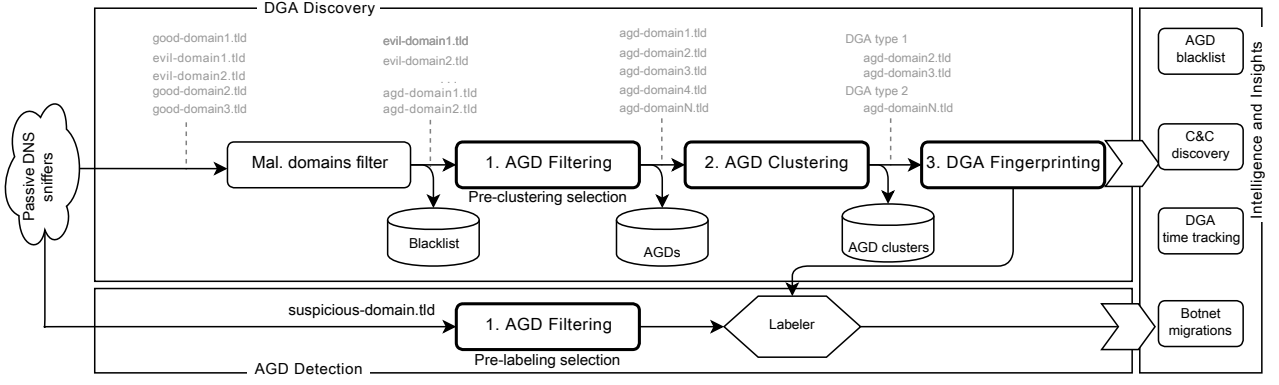 DGA Discovery
good-domain1.tld
evil-domain1.tld
evil-domain2.tld
good-domain2.tld
good-domain3.tld
evil-domain1.tld
evil-domain2.tld
...
agd-domain1.tld
agd-domain2.tld
agd-domain1.tld
agd-domain2.tld
agd-domain3.tld
agd-domain4.tld
agd-domainN.tld
DGA type 1
agd-domain2.tld
agd-domain3.tld
DGA type 2
agd-domainN.tld
Passive DNS
sniffers
Mal. domains filter
1. AGD Filtering
Pre-clustering selection
2. AGD Clustering
3. DGA Fingerprinting
Blacklist
AGDs
AGD clusters
suspicious-domain.tld
1. AGD Filtering
Pre-labeling selection
Labeler
AGD Detection
AGD
blacklist
C&C
discovery
DGA
time tracking
Botnet
migrations
Intelligence and Insights